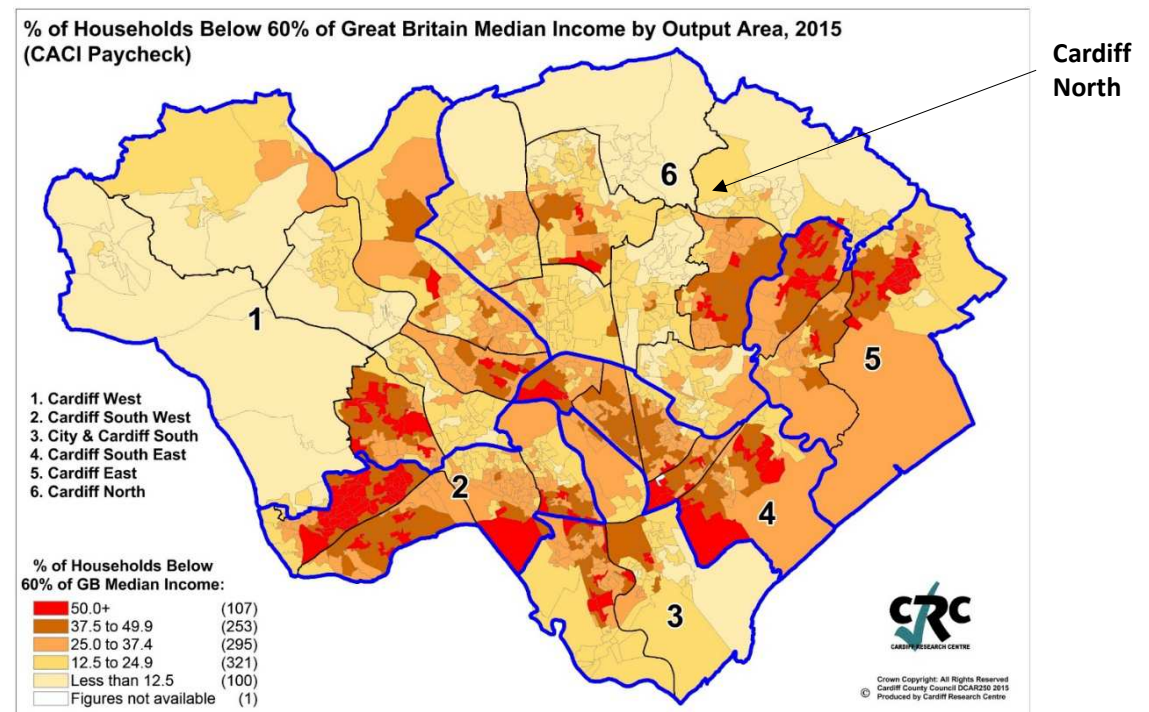 % of Households Below 60% of Great Britain Median Income by Output Area, 2015
(CACI Paycheck)
Cardiff
North
6
1
5
2
4
3
1. Cardiff West
2. Cardiff South West
3. City & Cardiff South
4. Cardiff South East
5. Cardiff East
6. Cardiff North
% of Households Below
60% of GB Median Income:
50.0+ (107)
37.5 to 49.9 (253)
25.0 to 37.4 (295)
12.5 to 24.9 (321)
Less than 12.5 (100)
Figures not available (1)
CRC
CARDIFF RESEARCH CENTRE
Crown Copyright: All Rights Reserved
Cardiff County Council DCAR250 2015
© Produced by Cardiff Research Centre